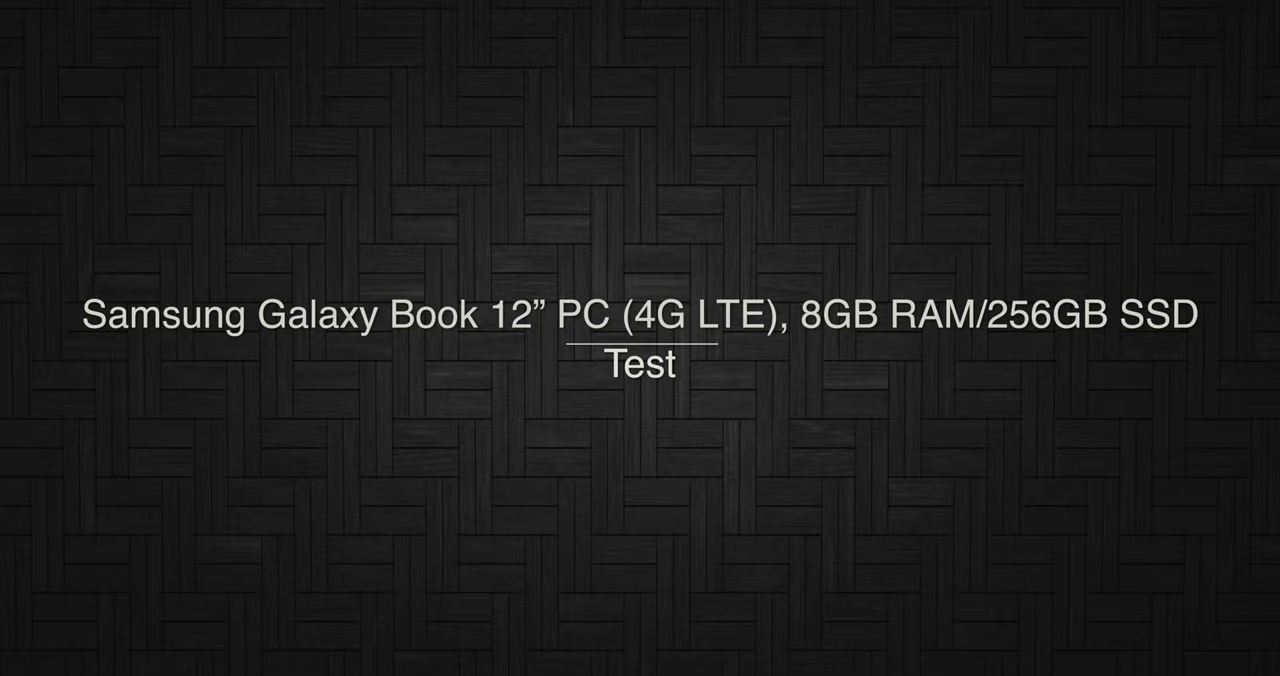 Samsung Galaxy Book 12” PC (4G LTE), 8GB RAM/256GB SSD
Test